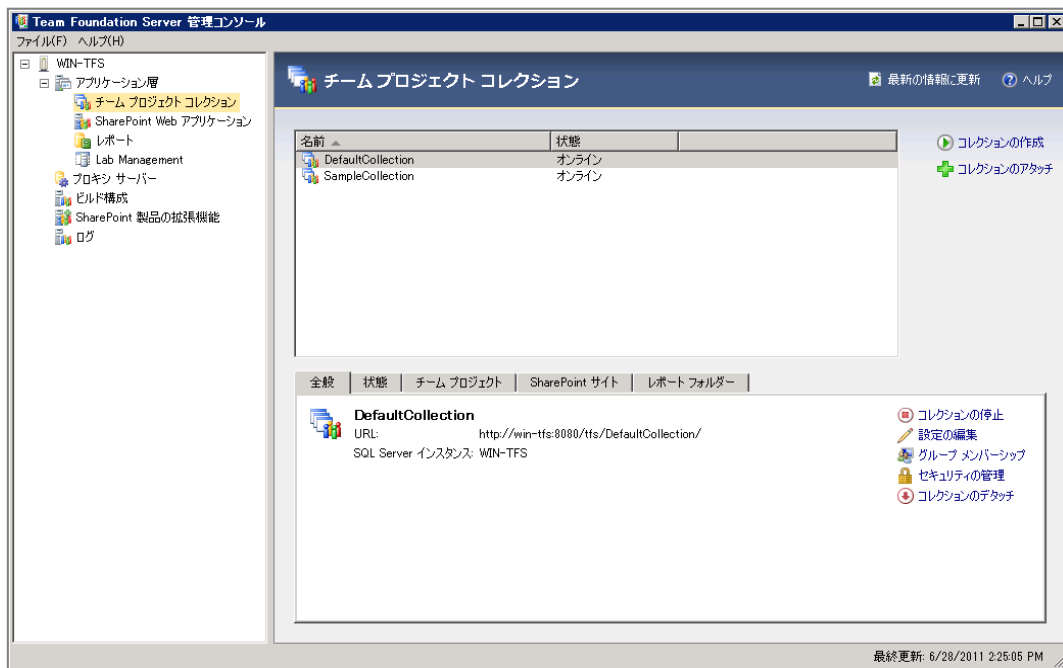 Team Foundation Server 管理コンソール
ファイル(F) ヘルプ(H)
WIN-TFS
アプリケーション層
チーム プロジェクト コレクション
SharePoint Web アプリケーション
レポート
Lab Management
プロキシ サーバー
ビルド構成
SharePoint 製品の拡張機能
ログ
チーム プロジェクト コレクション
最新の情報に更新 ヘルプ
名前 状態
DefaultCollection オンライン
SampleCollection オンライン
コレクションの作成
コレクションのアタッチ
全般 状態 チーム プロジェクト SharePoint サイト レポート フォルダー
DefaultCollection
URL: http://win-tfs:8080/tfs/DefaultCollection/
SQL Server インスタンス: WIN-TFS
コレクションの停止
設定の編集
グループ メンバーシップ
セキュリティの管理
コレクションのデタッチ
最終更新: 6/28/2011 2:25:05 PM